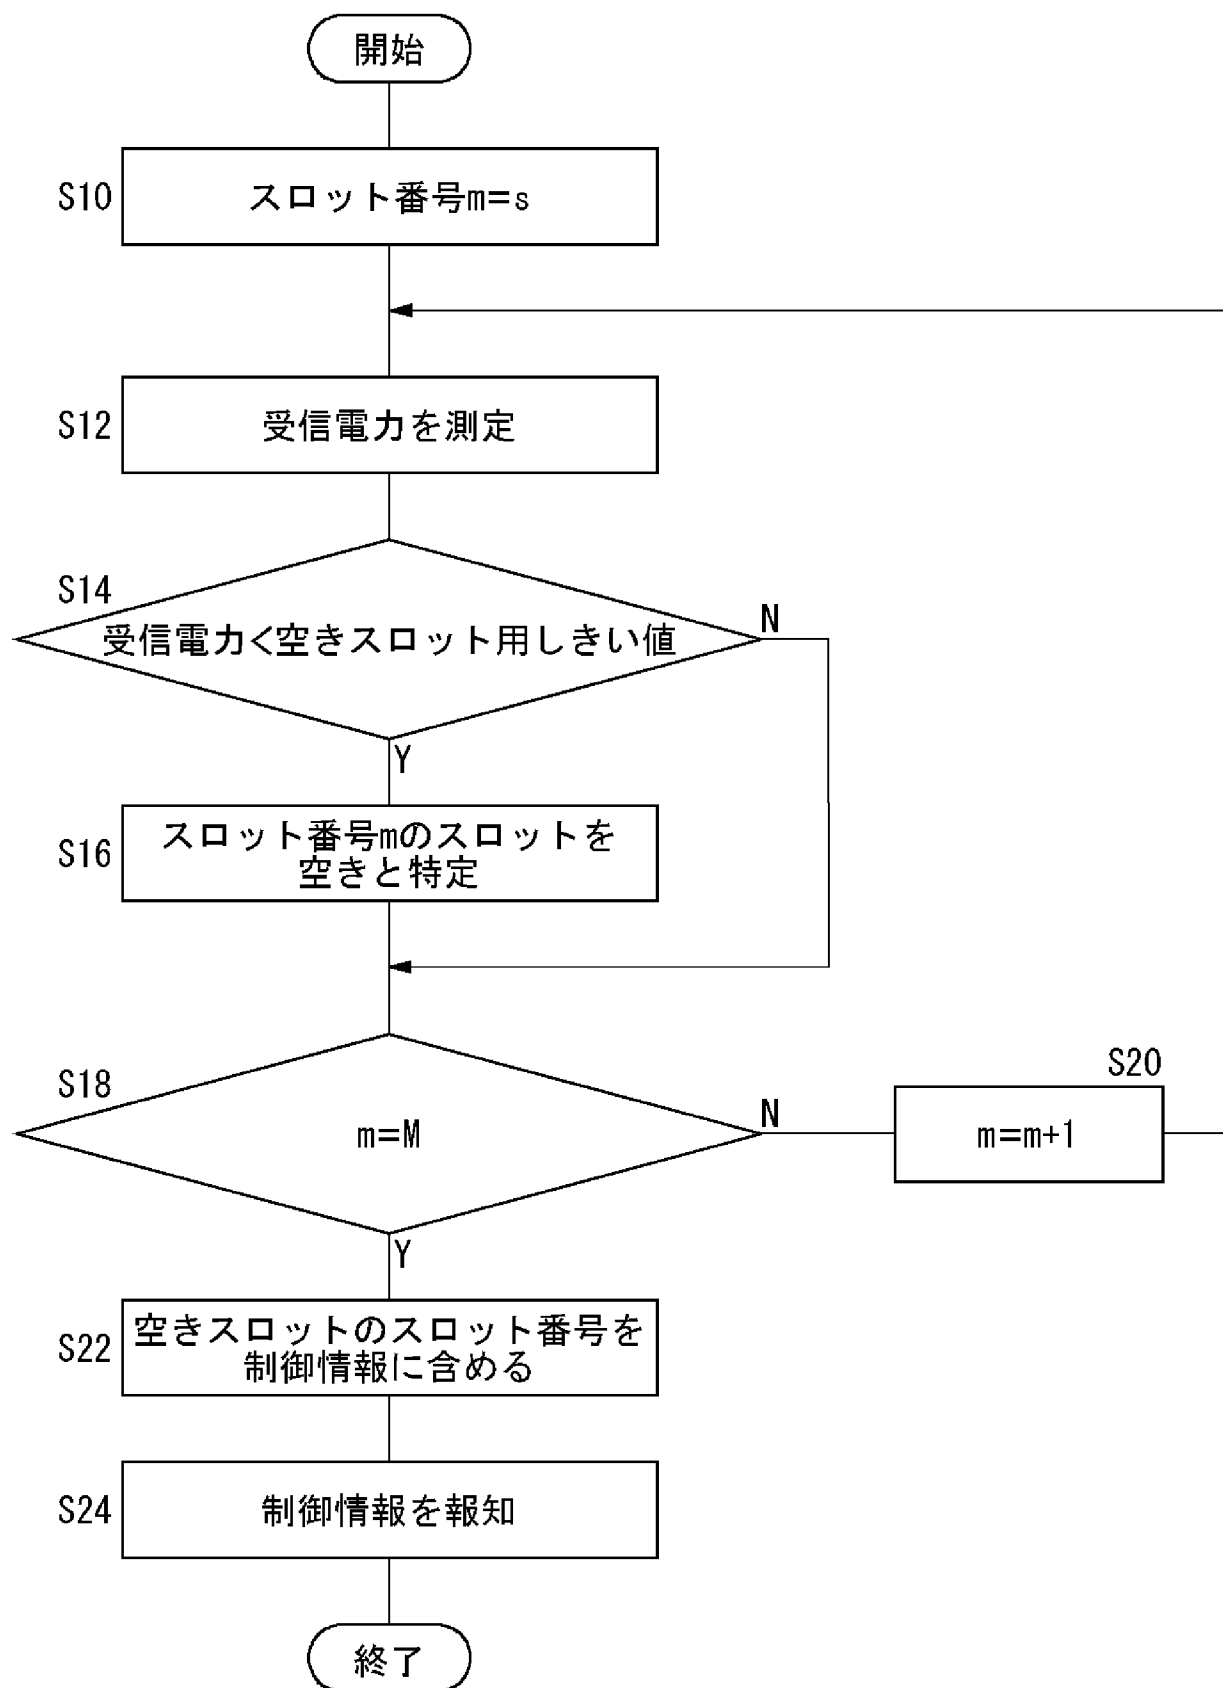 開始
S10
スロット番号m=s
S12
受信電力を測定
S14
受信電力<空きスロット用しきい値
N
Y
S16
スロット番号mのスロットを
空きと特定
S18
m=M
N
S20
m=m+1
Y
S22
空きスロットのスロット番号を
制御情報に含める
S24
制御情報を報知
終了